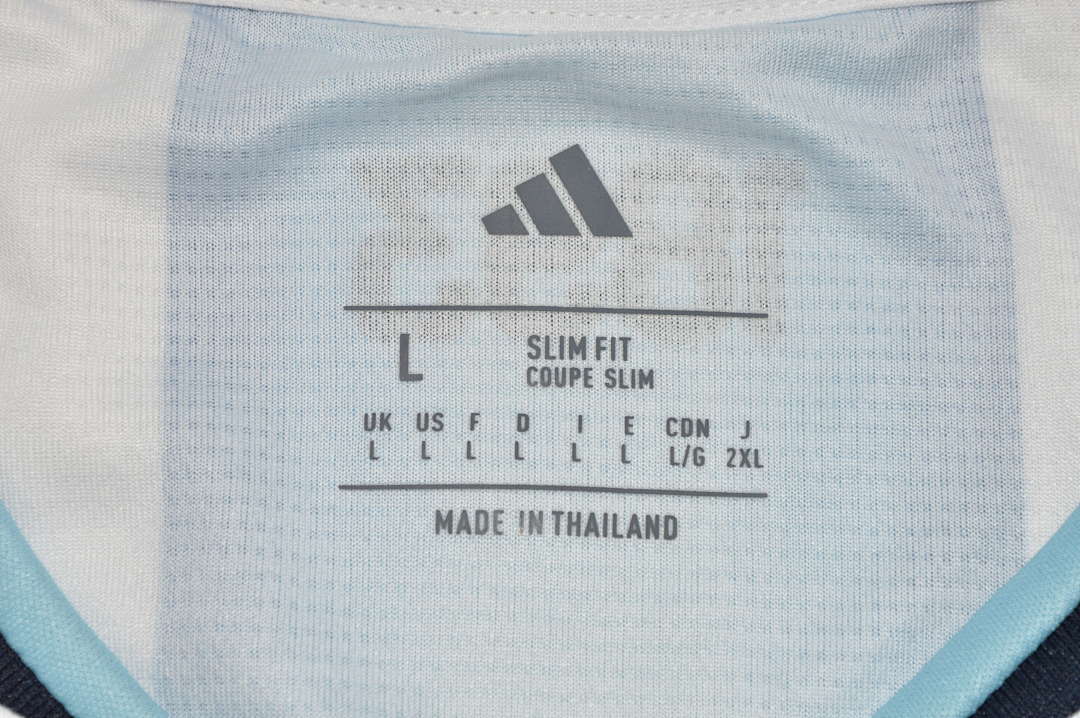 L
SLIM FIT
COUPE SLIM
UK US F D I E CDN J
L L L L L L L/G 2XL
MADE IN THAILAND